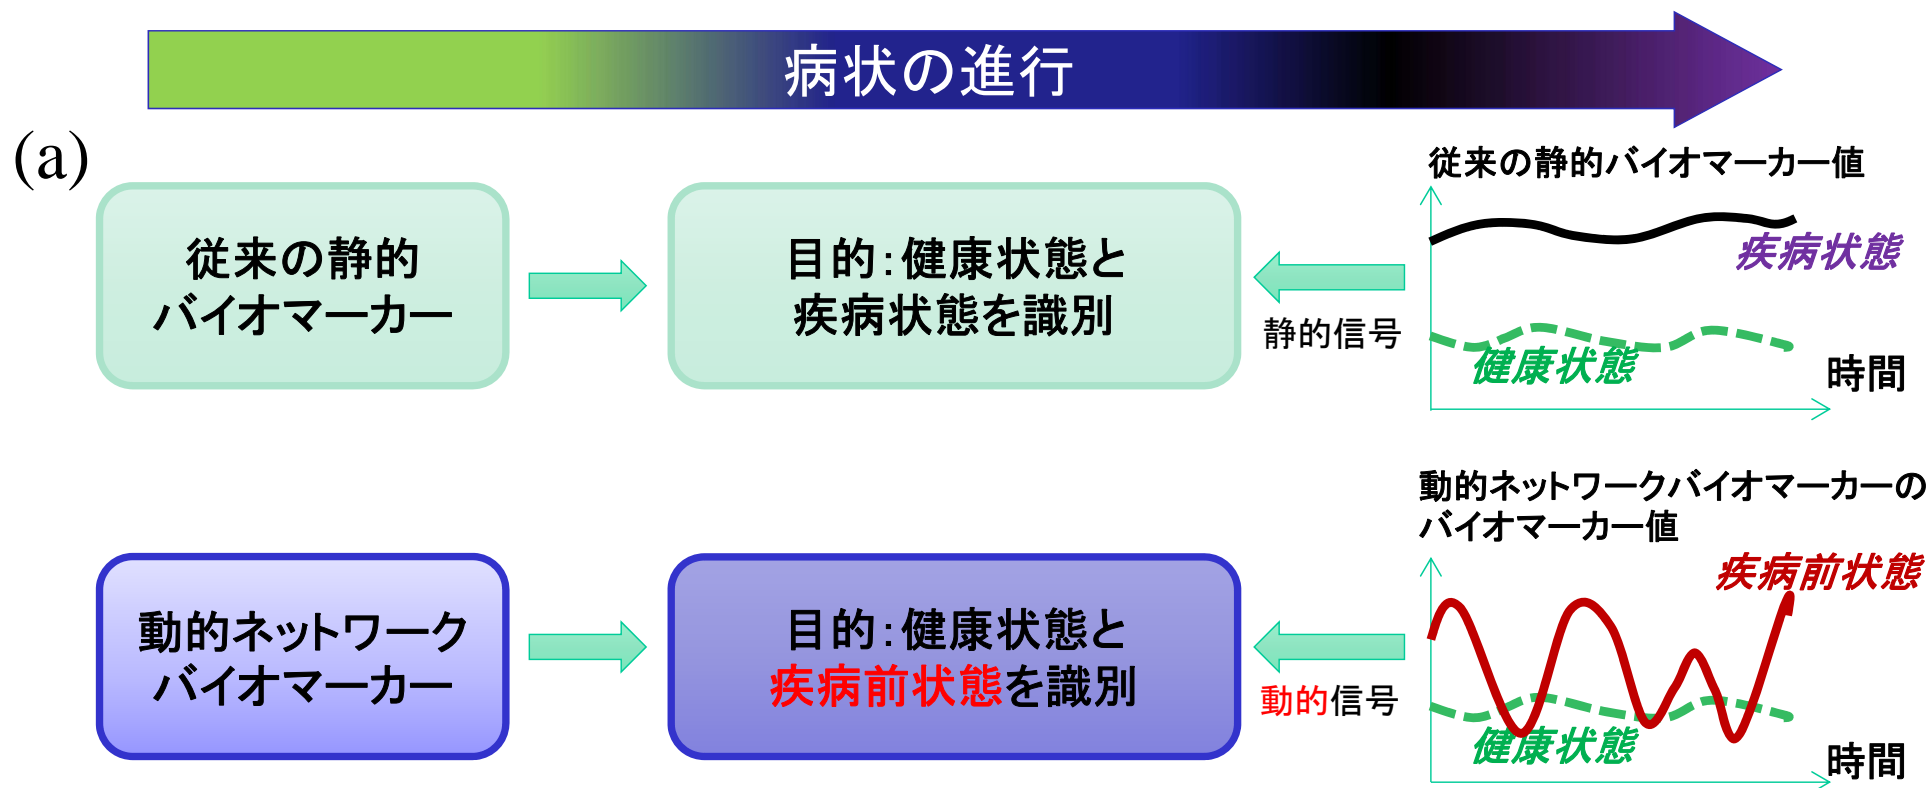 病状の進行
(a)
従来の静的
バイオマーカー
目的：健康状態と
疾病状態を識別
静的信号
従来の静的バイオマーカー値
疾病状態
健康状態
時間
動的ネットワーク
バイオマーカー
目的：健康状態と
疾病前状態を識別
動的信号
動的ネットワークバイオマーカーの
バイオマーカー値
疾病前状態
健康状態
時間